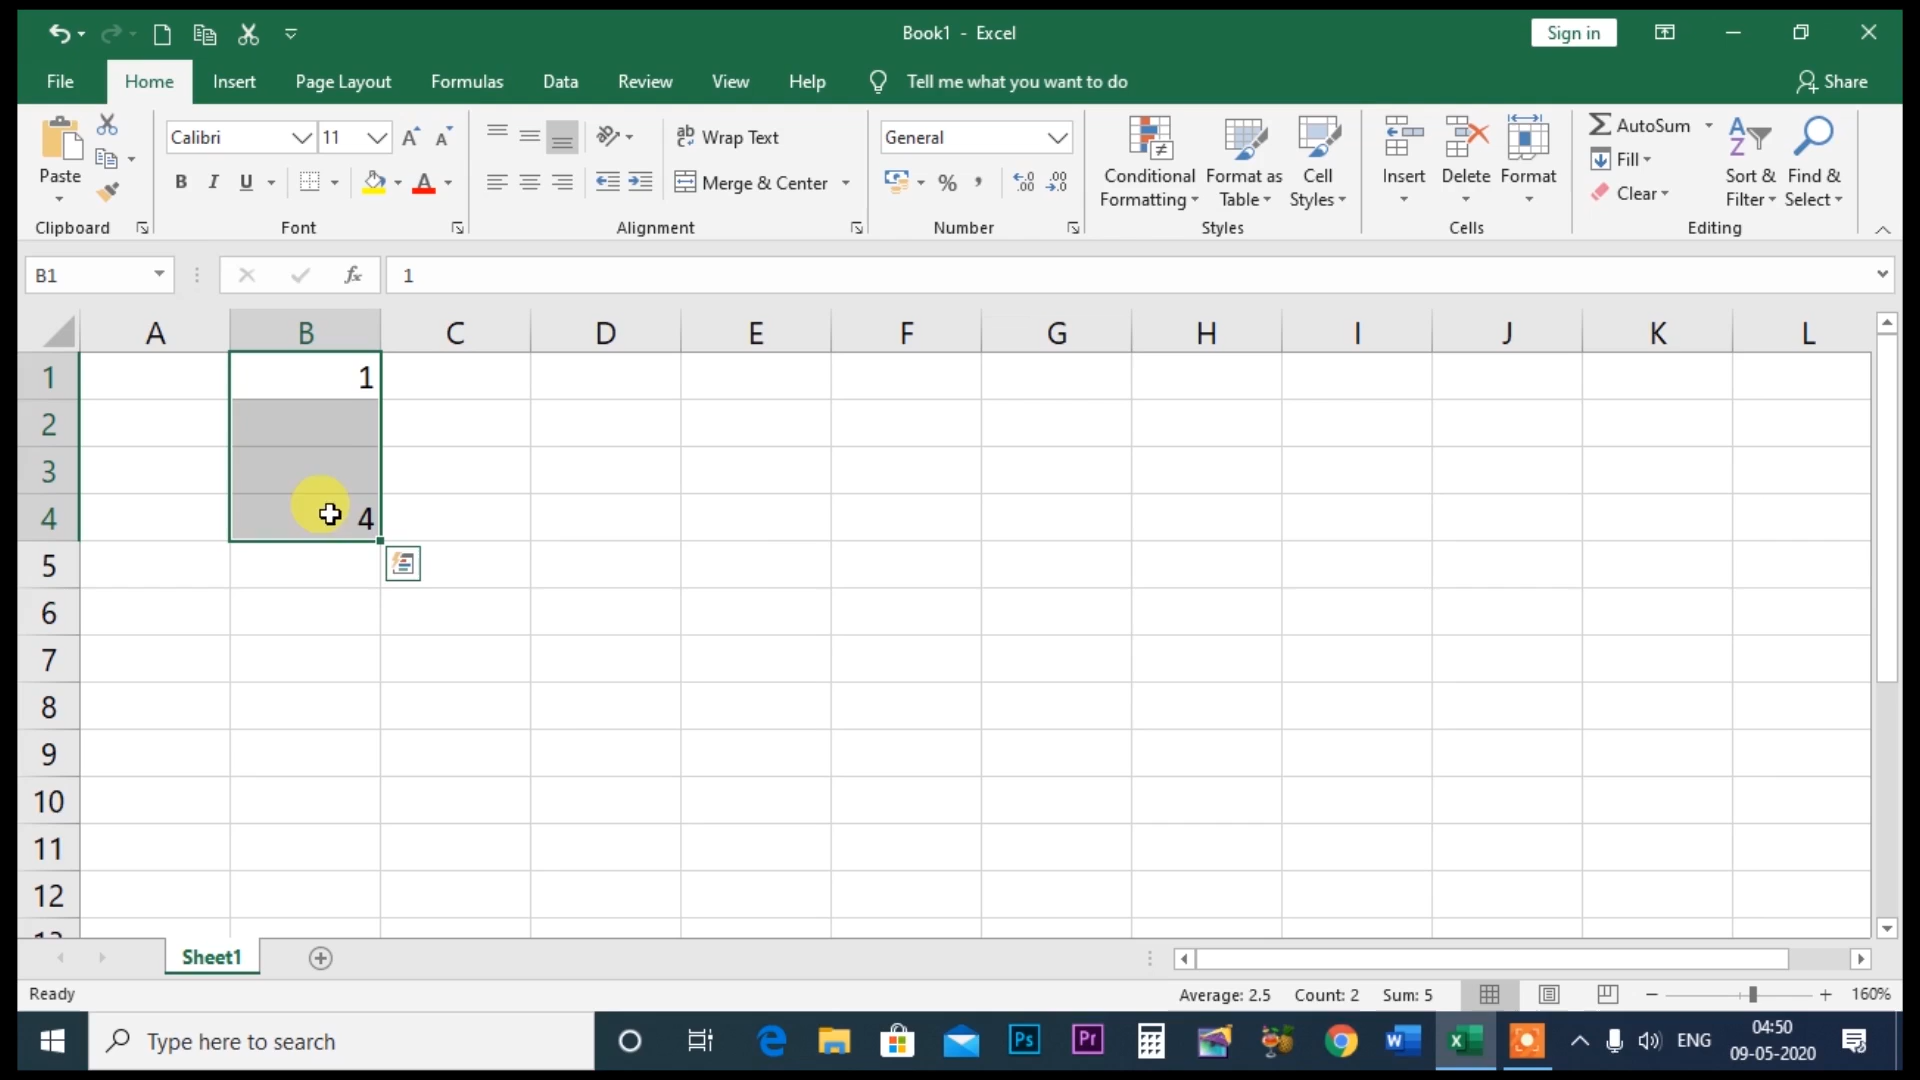 Book1 - Excel
Sign in
File Home Insert Page Layout Formulas Data Review View Help Tell me what you want to do Share
Paste
Clipboard
Calibri 11
B I U
Font
ab Wrap Text
Merge & Center
Alignment
General
% ,
Number
Conditional Formatting
Format as Table
Cell Styles
Styles
Insert Delete Format
Cells
AutoSum
Fill
Clear
Sort & Filter
Find & Select
Editing
B1 fx 1
A B C D E F G H I J K L
1 1
2
3
4 4
5
6
7
8
9
10
11
12
Sheet1
Ready Average: 2.5 Count: 2 Sum: 5 160%
Type here to search Ps Pr ENG 04:50
09-05-2020